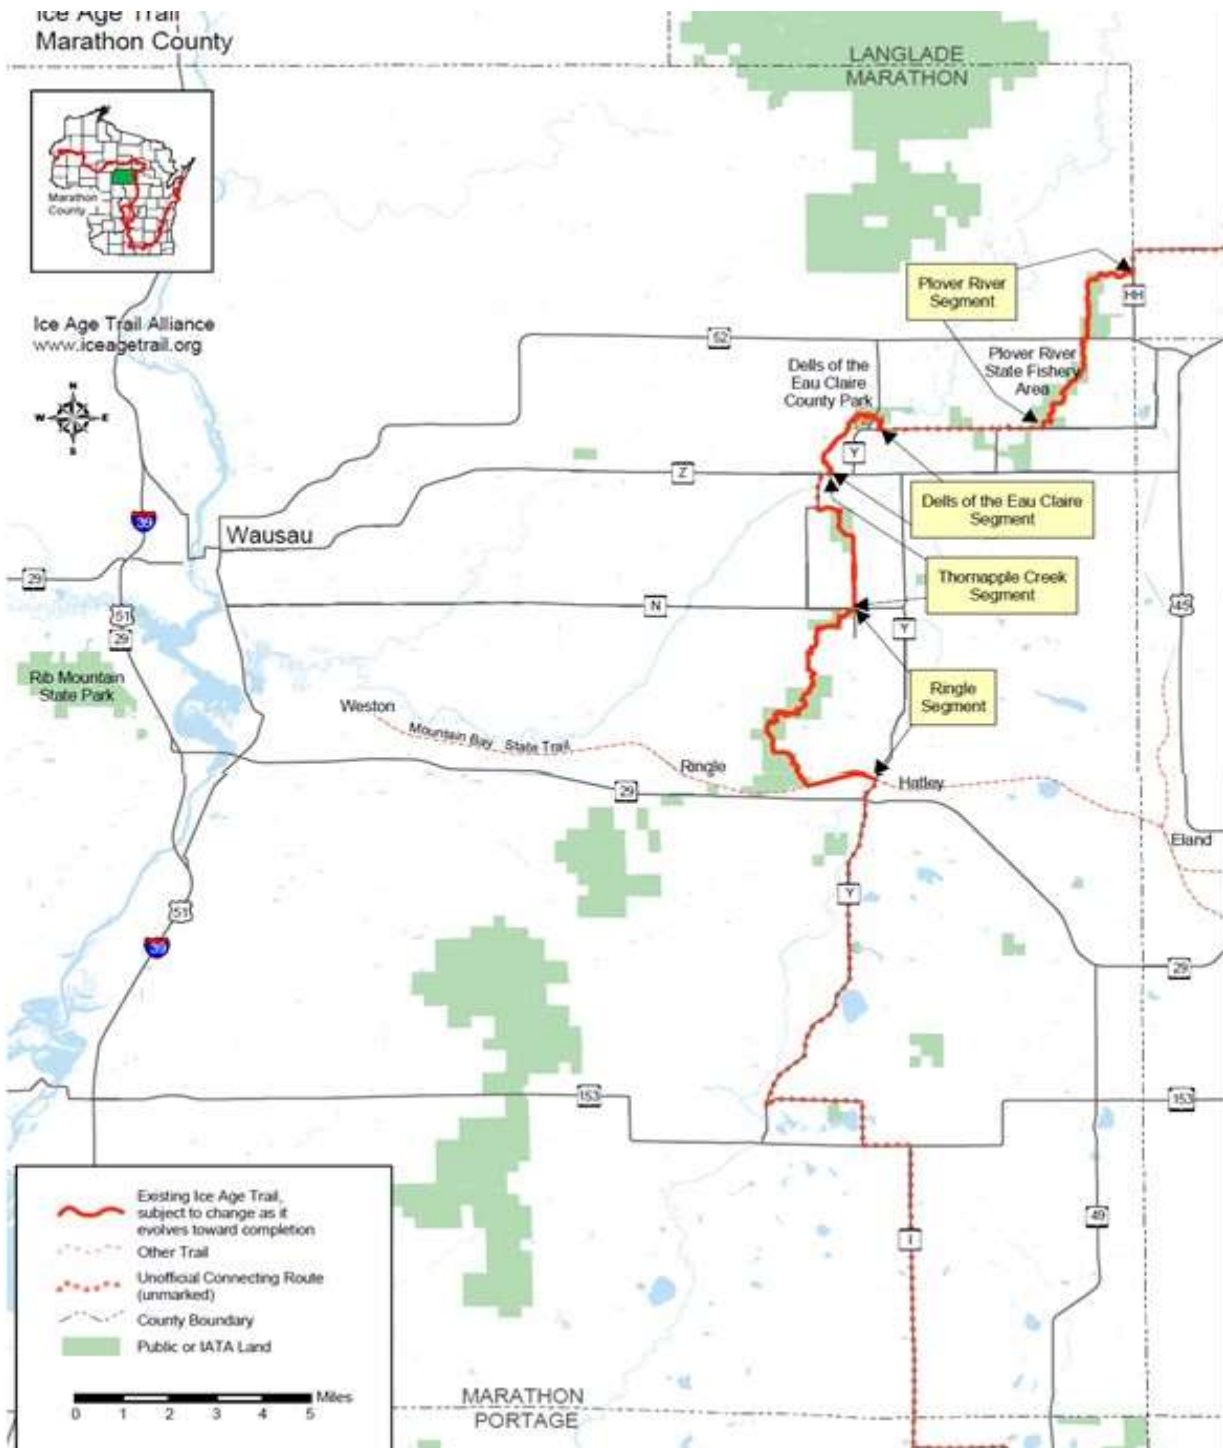 Ice Age Trail
Marathon County
LANGLADE
MARATHON
Marathon
County
Plover River
Segment
HH
Ice Age Trail Alliance
www.iceagetrail.org
52
Dells of the
Eau Claire
County Park
Plover River
State Fishery
Area
N
W
E
S
Y
Z
Dells of the Eau Claire
Segment
39
Wausau
29
Thornapple Creek
Segment
51
29
N
45
Y
Rib Mountain
State Park
Ringle
Segment
Weston
Mountain Bay State Trail
Ringle
Hatley
29
Eland
Y
51
39
29
153
153
49
I
Existing Ice Age Trail,
subject to change as it
evolves toward completion
Other Trail
Unofficial Connecting Route
(unmarked)
County Boundary
Public or IATA Land
Miles
0 1 2 3 4 5
MARATHON
PORTAGE